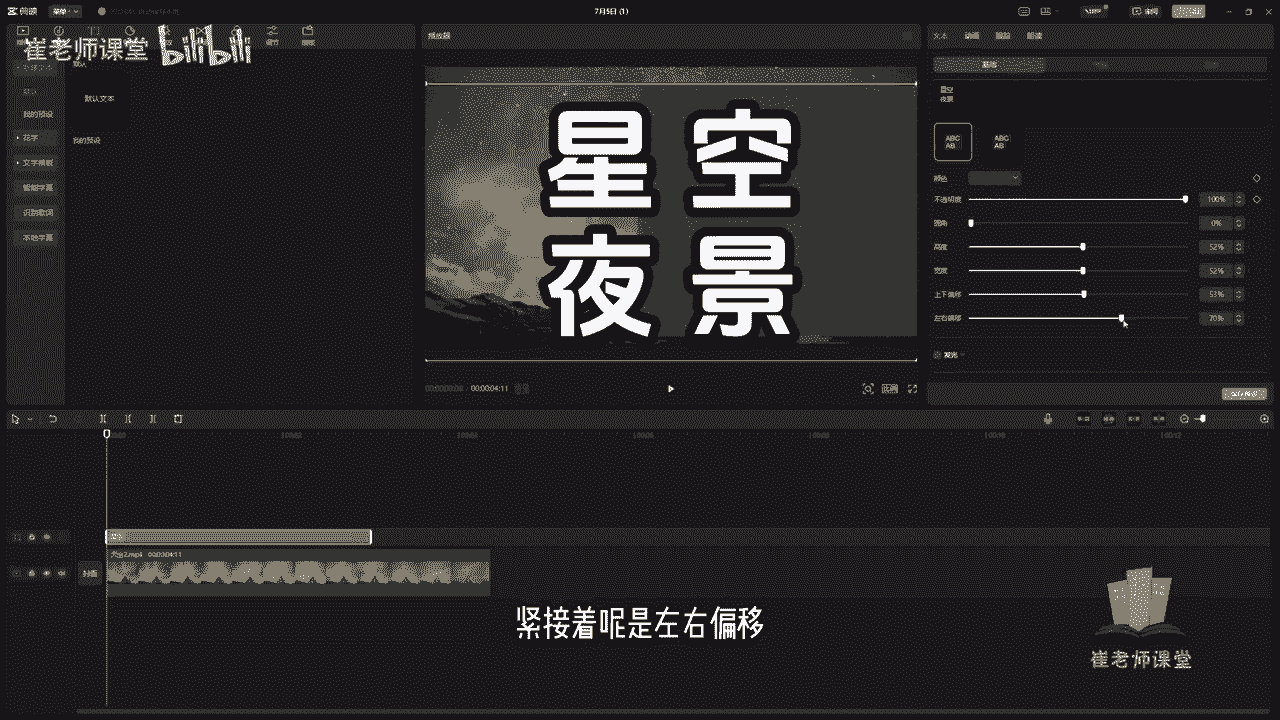 剪映
菜单
7月5日 (1)
崔老师课堂 bilibili
默认
默认文本
我的预设
我的预设
花字
文字模板
智能字幕
识别歌词
本地字幕
播放器
星空
夜景
00:00:04:11
文本 动画 跟踪 朗读
基础
星空
夜景
ABC
AB
ABC
AB
颜色
不透明度 100%
圆角 0%
高度 52%
宽度 52%
上下偏移 53%
左右偏移 70%
发光
封面
天空2.mp4 00:00:04:11
紧接着呢是左右偏移
崔老师课堂